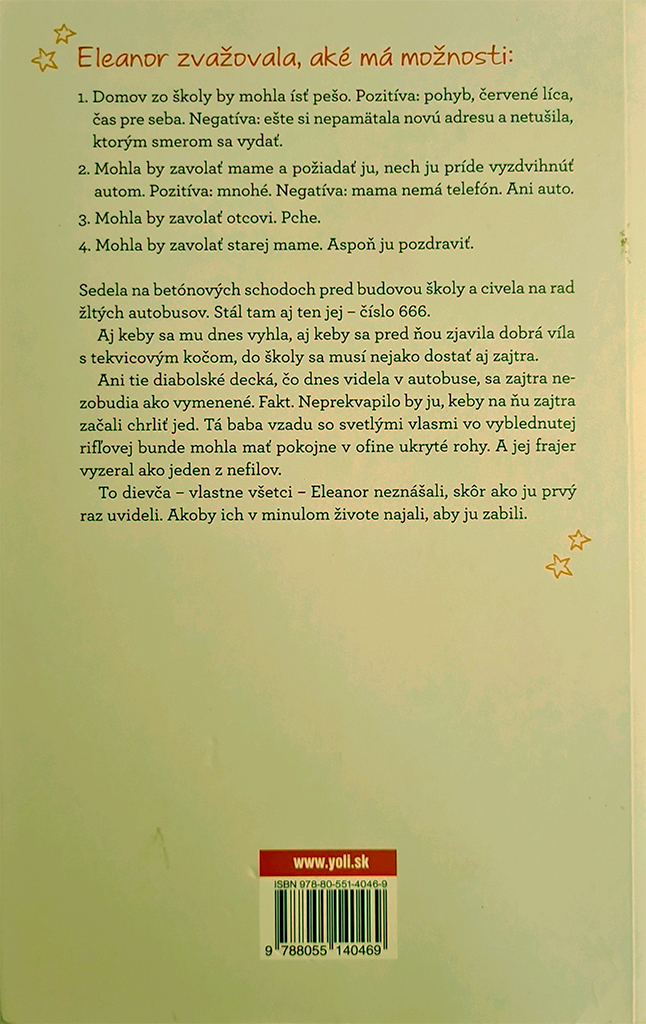 Eleanor zvažovala, aké má možnosti:
1. Domov zo školy by mohla ísť pešo. Pozitíva: pohyb, červené líca,
čas pre seba. Negatíva: ešte si nepamätala novú adresu a netušila,
ktorým smerom sa vydať.
2. Mohla by zavolať mame a požiadať ju, nech ju príde vyzdvihnúť
autom. Pozitíva: mnohé. Negatíva: mama nemá telefón. Ani auto.
3. Mohla by zavolať otcovi. Pche.
4. Mohla by zavolať starej mame. Aspoň ju pozdraviť.
Sedela na betónových schodoch pred budovou školy a civela na rad
žltých autobusov. Stál tam aj ten jej – číslo 666.
Aj keby sa mu dnes vyhla, aj keby sa pred ňou zjavila dobrá víla
s tekvicovým kočom, do školy sa musí nejako dostať aj zajtra.
Ani tie diabolské decká, čo dnes videla v autobuse, sa zajtra ne-
zobudia ako vymenené. Fakt. Neprekvapilo by ju, keby na ňu zajtra
začali chrliť jed. Tá baba vzadu so svetlými vlasmi vo vyblednutej
rifľovej bunde mohla mať pokojne v ofine ukryté rohy. A jej frajer
vyzeral ako jeden z nefilov.
To dievča – vlastne všetci – Eleanor neznášali, skôr ako ju prvý
raz uvideli. Akoby ich v minulom živote najali, aby ju zabili.
www.yoli.sk
ISBN 978-80-551-4046-9
9 788055 140469